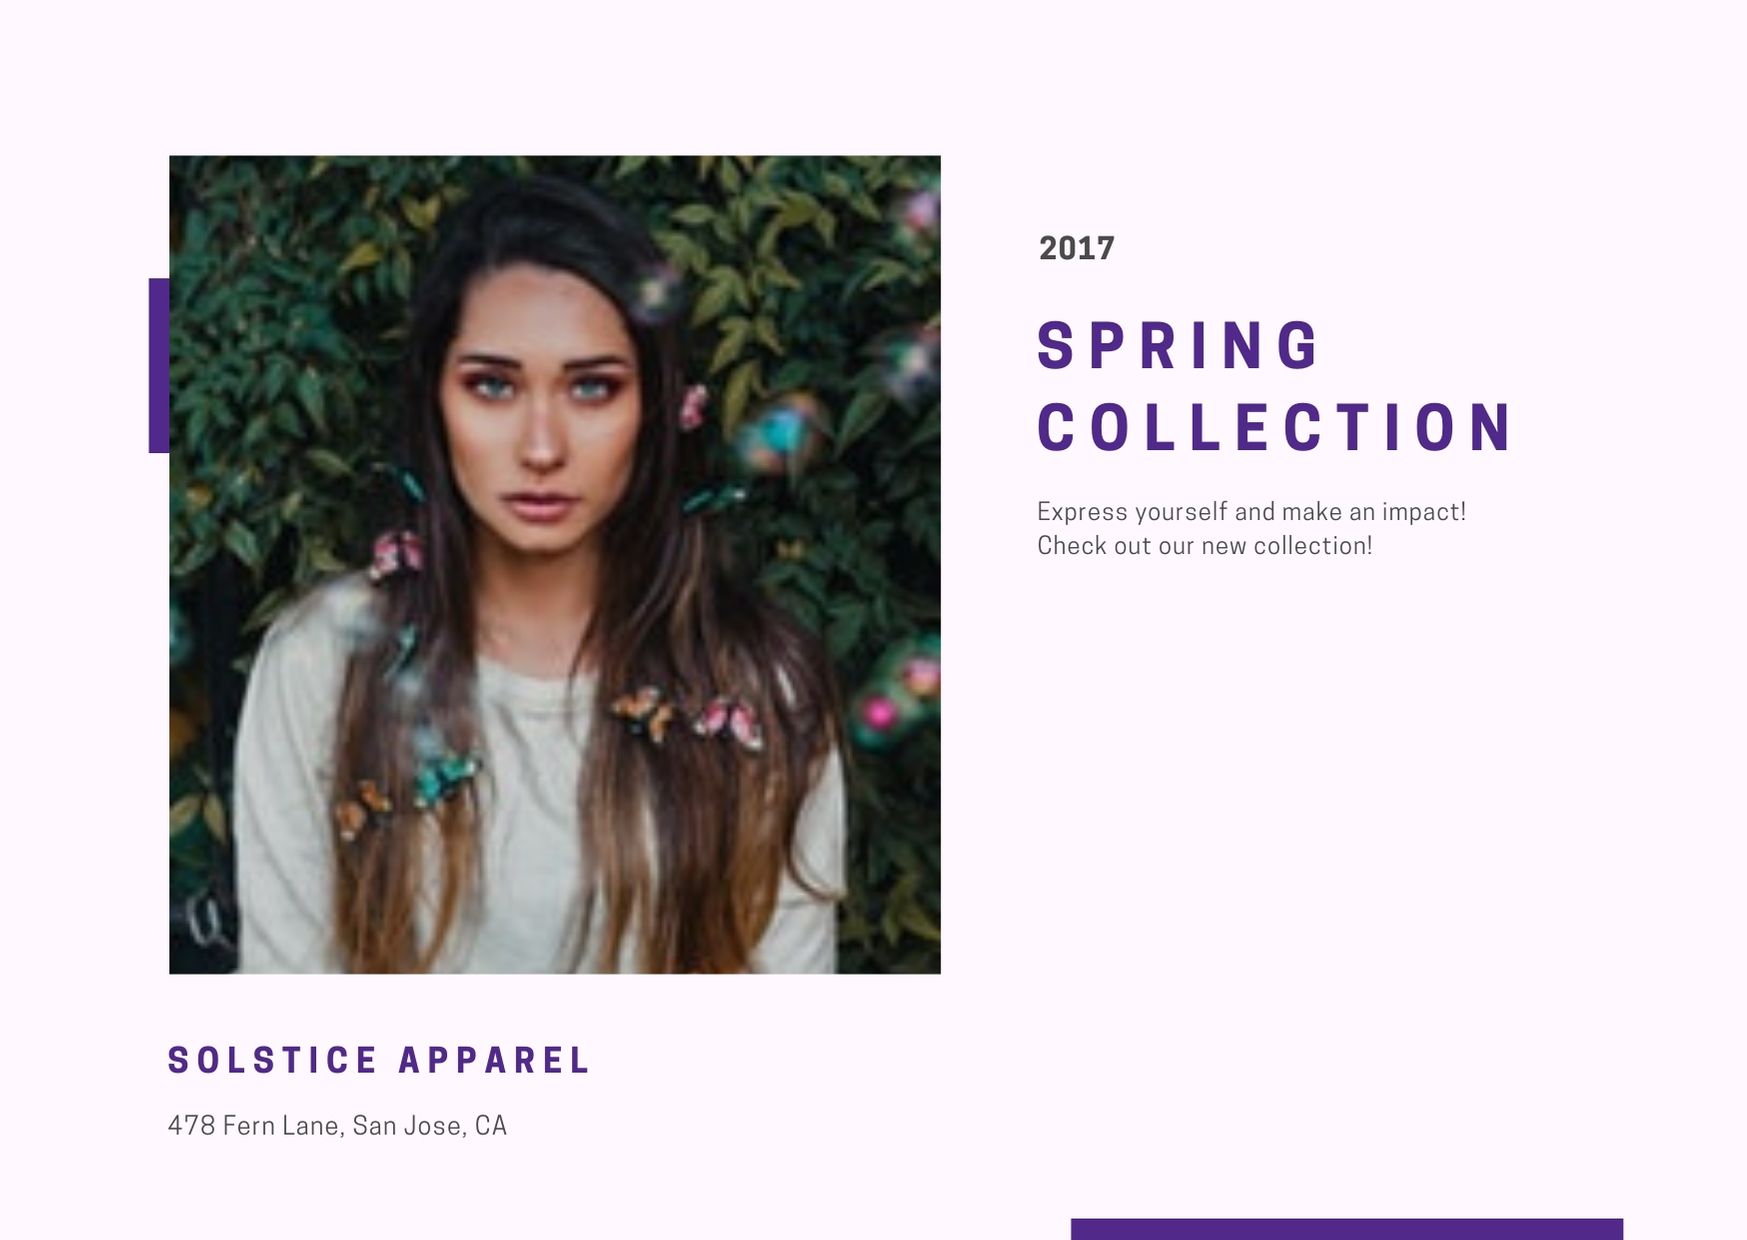 2017
SPRING
COLLECTION
Express yourself and make an impact!
Check out our new collection!
SOLSTICE APPAREL
478 Fern Lane, San Jose, CA